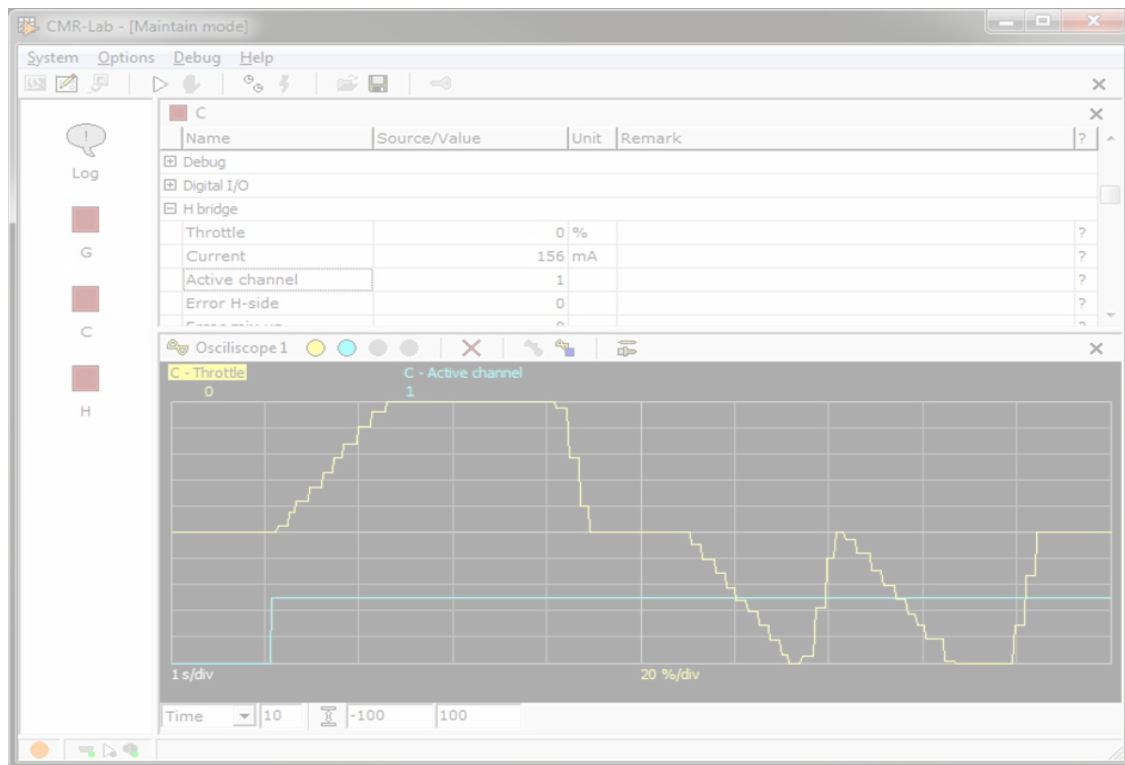 CMR-Lab - [Maintain mode]
System Options Debug Help
C
Name Source/Value Unit Remark ?
Debug
Digital I/O
H bridge
Throttle 0 % ?
Current 156 mA ?
Active channel 1 ?
Error H-side 0 ?
Log
G
C
H
Osciliscope1
C - Throttle C - Active channel
0 1
1 s/div 20 %/div
Time 10 -100 100